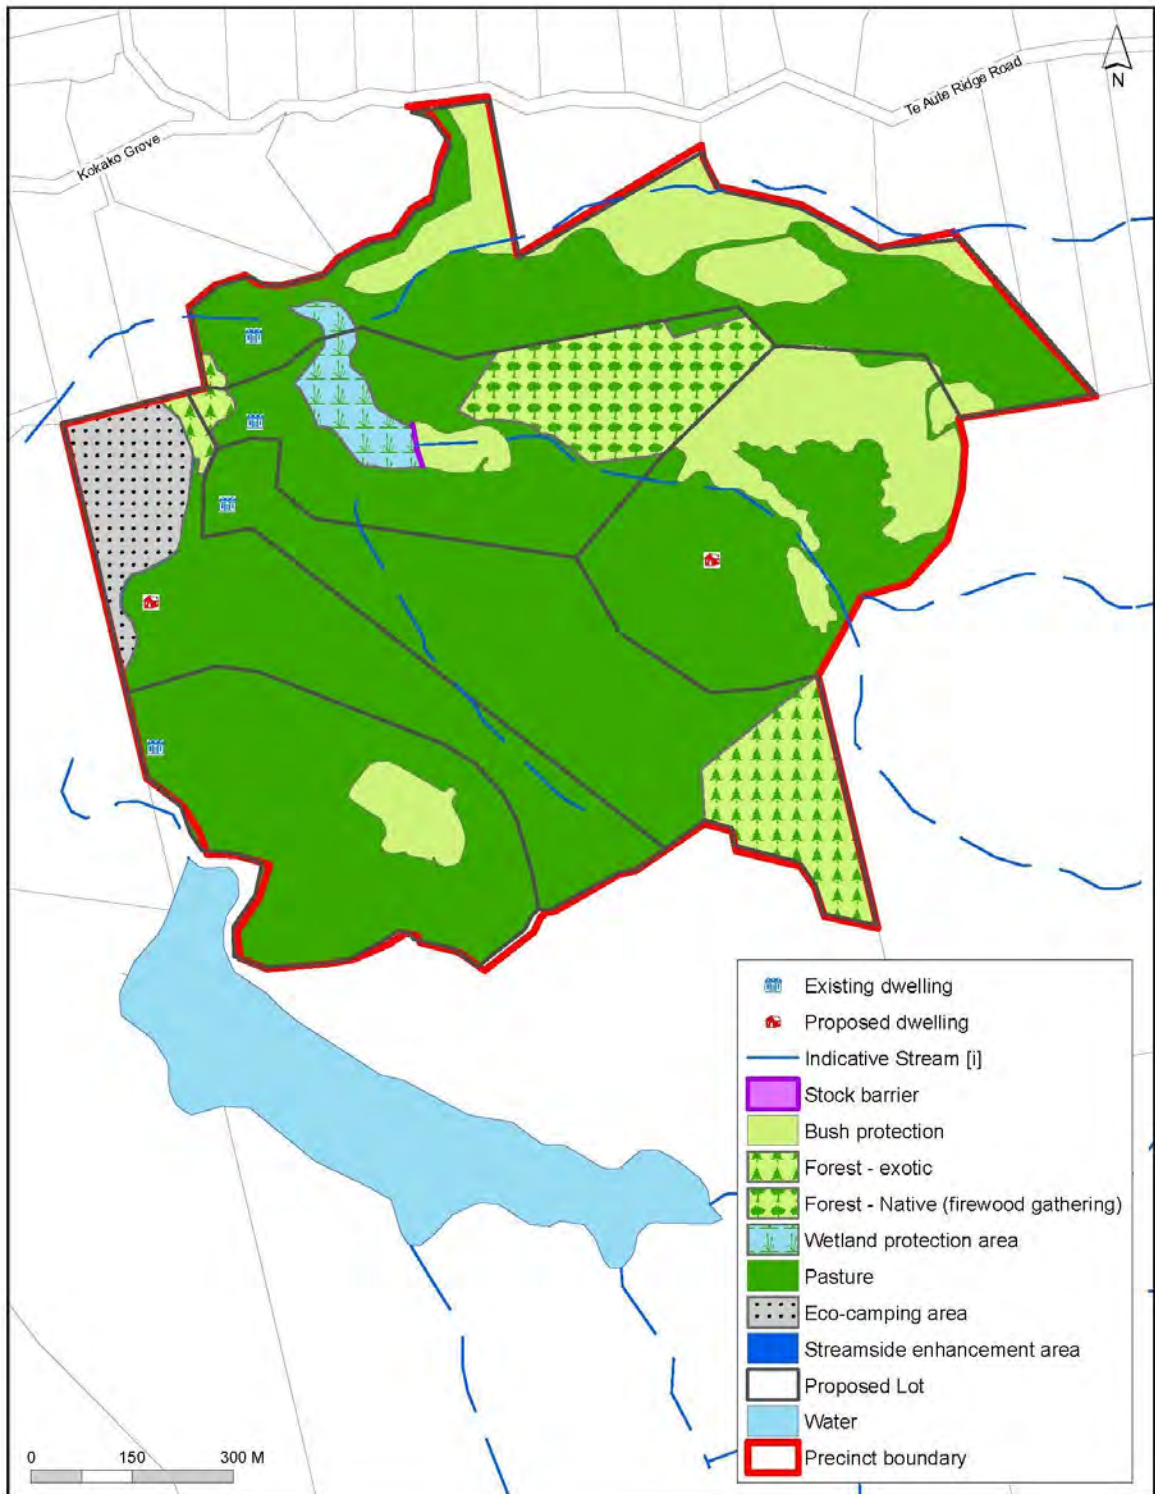 Te Aute Ridge Road
N
Kokako Grove
Existing dwelling
Proposed dwelling
Indicative Stream [i]
Stock barrier
Bush protection
Forest - exotic
Forest - Native (firewood gathering)
Wetland protection area
Pasture
Eco-camping area
Streamside enhancement area
Proposed Lot
Water
Precinct boundary
0 150 300 M